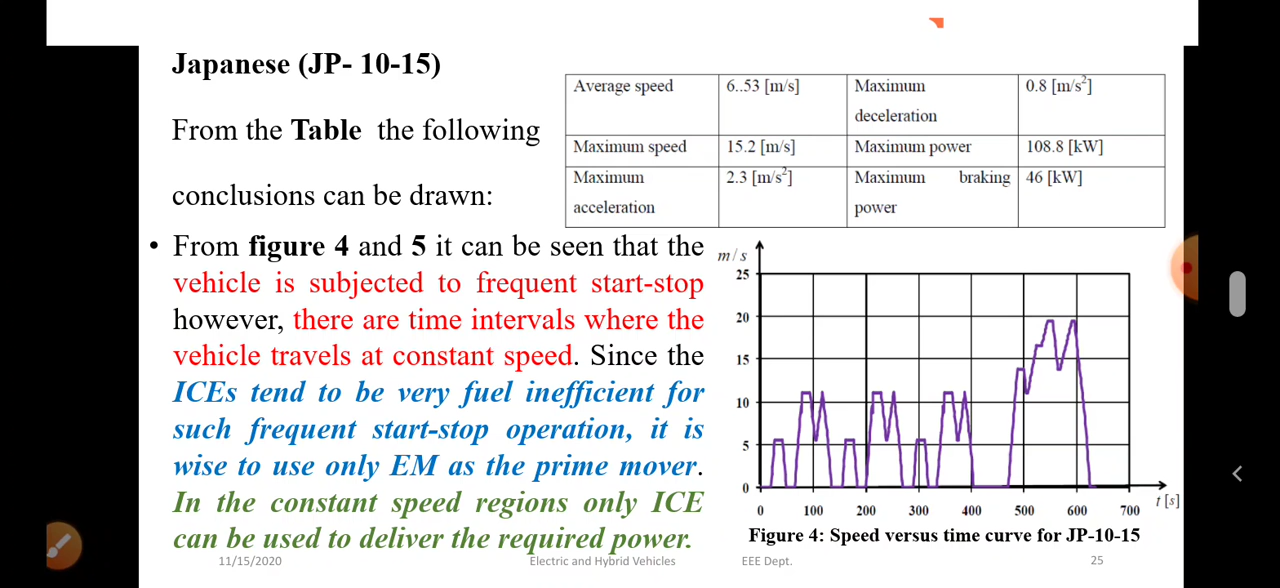 Japanese (JP- 10-15)
From the Table the following
conclusions can be drawn:
Average speed 6..53 [m/s] Maximum deceleration 0.8 [m/s²]
Maximum speed 15.2 [m/s] Maximum power 108.8 [kW]
Maximum acceleration 2.3 [m/s²] Maximum braking power 46 [kW]
• From figure 4 and 5 it can be seen that the
vehicle is subjected to frequent start-stop
however, there are time intervals where the
vehicle travels at constant speed. Since the
ICEs tend to be very fuel inefficient for
such frequent start-stop operation, it is
wise to use only EM as the prime mover.
In the constant speed regions only ICE
can be used to deliver the required power.
m/s
25
20
15
10
5
0
0 100 200 300 400 500 600 700
t [s]
Figure 4: Speed versus time curve for JP-10-15
11/15/2020 Electric and Hybrid Vehicles EEE Dept. 25